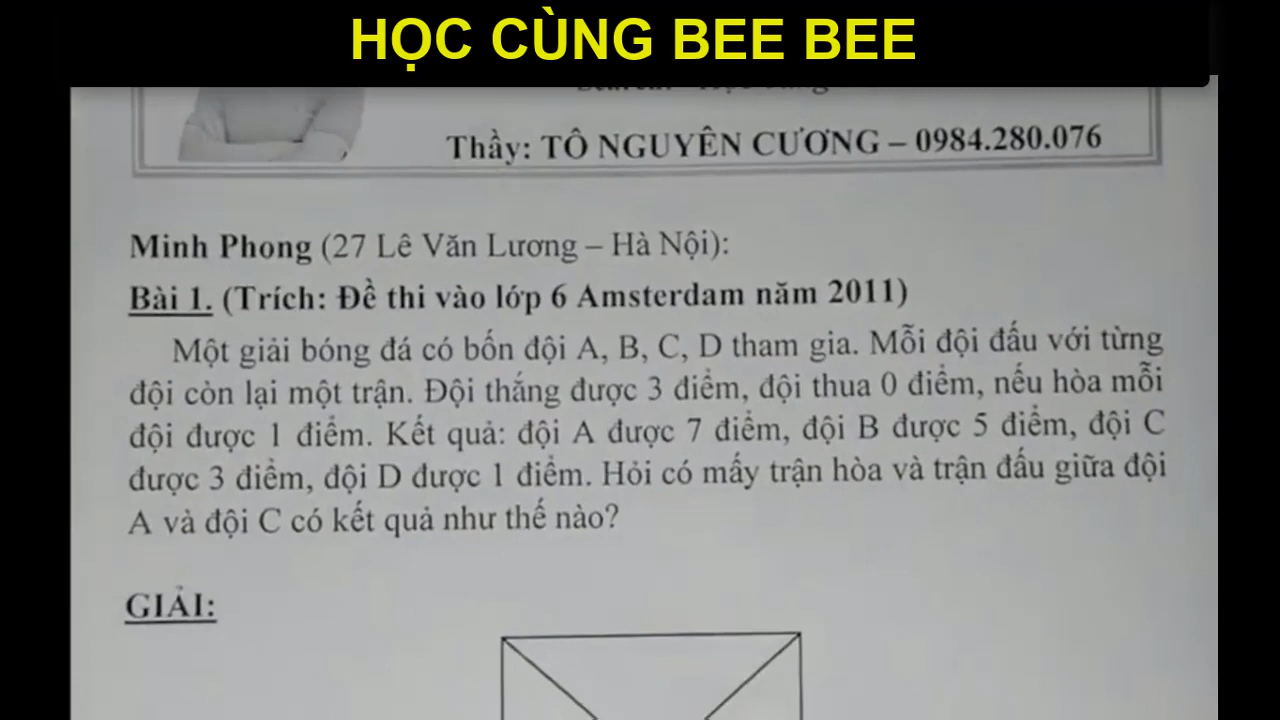 HỌC CÙNG BEE BEE
Thầy: TÔ NGUYÊN CƯƠNG – 0984.280.076
Minh Phong (27 Lê Văn Lương – Hà Nội):
Bài 1. (Trích: Đề thi vào lớp 6 Amsterdam năm 2011)
Một giải bóng đá có bốn đội A, B, C, D tham gia. Mỗi đội đấu với từng
đội còn lại một trận. Đội thắng được 3 điểm, đội thua 0 điểm, nếu hòa mỗi
đội được 1 điểm. Kết quả: đội A được 7 điểm, đội B được 5 điểm, đội C
được 3 điểm, đội D được 1 điểm. Hỏi có mấy trận hòa và trận đấu giữa đội
A và đội C có kết quả như thế nào?
GIẢI: